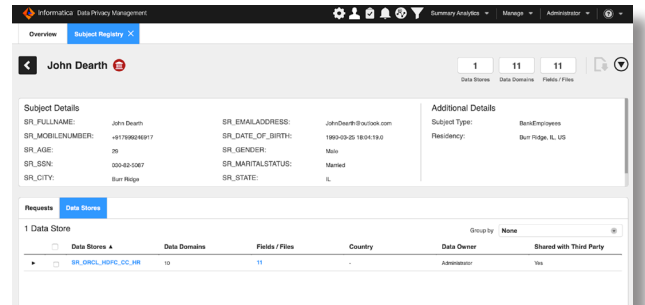 Informatica Data Privacy Management Summary Analytics Manage Administrator
Overview Subject Registry
John Dearth 1 11 11
Data Stores Data Domains Fields / Files
Subject Details Additional Details
SR_FULLNAME: John Dearth SR_EMAILADDRESS: JohnDearth@outlook.com Subject Type: BankEmployees
SR_MOBILENUMBER: +917699246917 SR_DATE_OF_BIRTH: 1990-03-25 18:04:19.0 Residency: Burr Ridge, IL, US
SR_AGE: 29 SR_GENDER: Male
SR_SSN: SR_MARITALSTATUS: Married
SR_CITY: Burr Ridge SR_STATE: IL
Requests Data Stores
1 Data Store Group by None
Data Stores ▲ Data Domains Fields / Files Country Data Owner Shared with Third Party
SR_ORCL_HDFC_CC_HR 10 11 - Administrator Yes